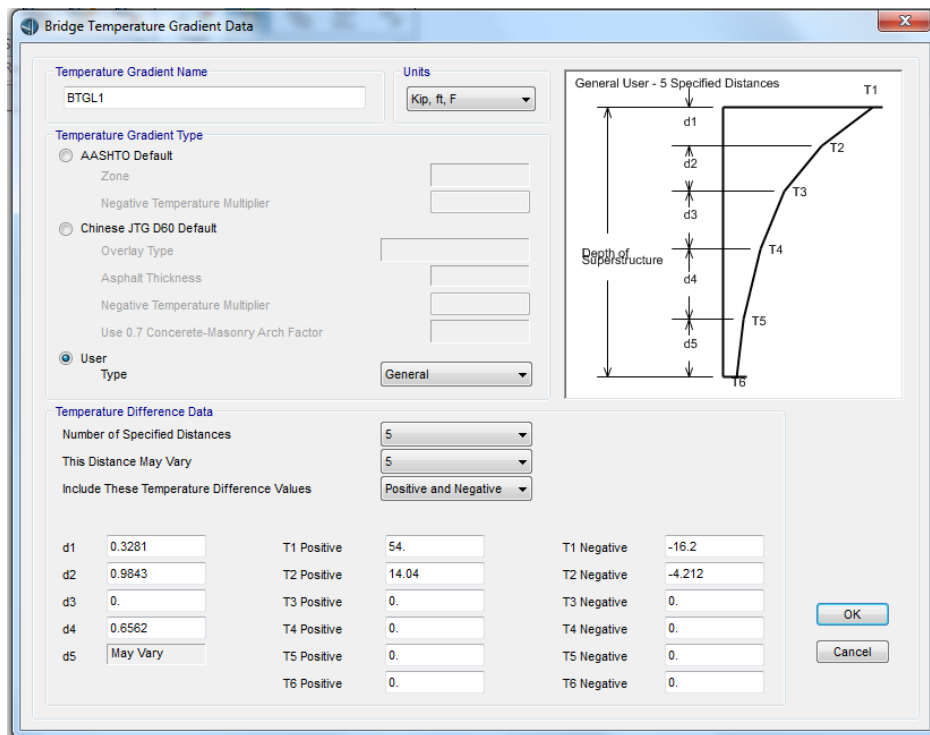 Bridge Temperature Gradient Data
Temperature Gradient Name
BTGL1
Units
Kip, ft, F
Temperature Gradient Type
AASHTO Default
Zone
Negative Temperature Multiplier
Chinese JTG D60 Default
Overlay Type
Asphalt Thickness
Negative Temperature Multiplier
Use 0.7 Concerete-Masonry Arch Factor
User
Type
General
General User - 5 Specified Distances
T1
d1
T2
d2
T3
d3
T4
Depth of
Superstructure
d4
T5
d5
T6
Temperature Difference Data
Number of Specified Distances
5
This Distance May Vary
5
Include These Temperature Difference Values
Positive and Negative
d1 0.3281 T1 Positive 54. T1 Negative -16.2
d2 0.9843 T2 Positive 14.04 T2 Negative -4.212
d3 0. T3 Positive 0. T3 Negative 0.
d4 0.6562 T4 Positive 0. T4 Negative 0.
d5 May Vary T5 Positive 0. T5 Negative 0.
T6 Positive 0. T6 Negative 0.
OK
Cancel